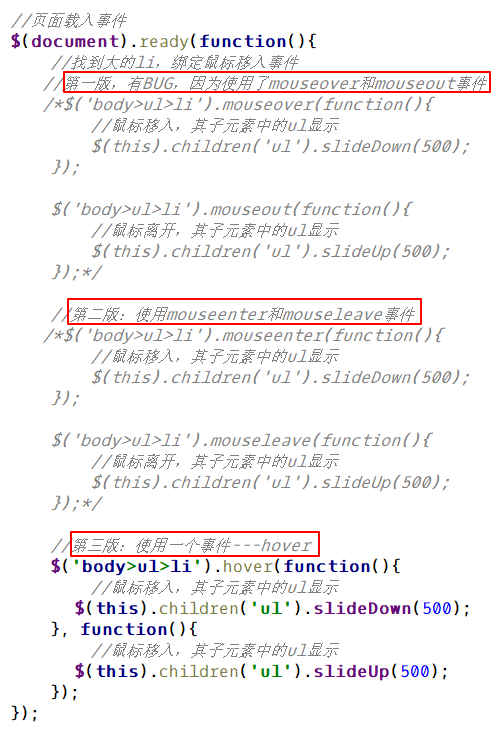 //页面载入事件
$(document).ready(function(){
//找到大的li，绑定鼠标移入事件
//第一版，有BUG，因为使用了mouseover和mouseout事件
/*$('body>ul>li').mouseover(function(){
//鼠标移入，其子元素中的ul显示
$(this).children('ul').slideDown(500);
});
$('body>ul>li').mouseout(function(){
//鼠标离开，其子元素中的ul显示
$(this).children('ul').slideUp(500);
});*/
//第二版：使用mouseenter和mouseleave事件
/*$('body>ul>li').mouseenter(function(){
//鼠标移入，其子元素中的ul显示
$(this).children('ul').slideDown(500);
});
$('body>ul>li').mouseleave(function(){
//鼠标离开，其子元素中的ul显示
$(this).children('ul').slideUp(500);
});*/
//第三版：使用一个事件---hover
$('body>ul>li').hover(function(){
//鼠标移入，其子元素中的ul显示
$(this).children('ul').slideDown(500);
}, function(){
//鼠标移入，其子元素中的ul显示
$(this).children('ul').slideUp(500);
});
});